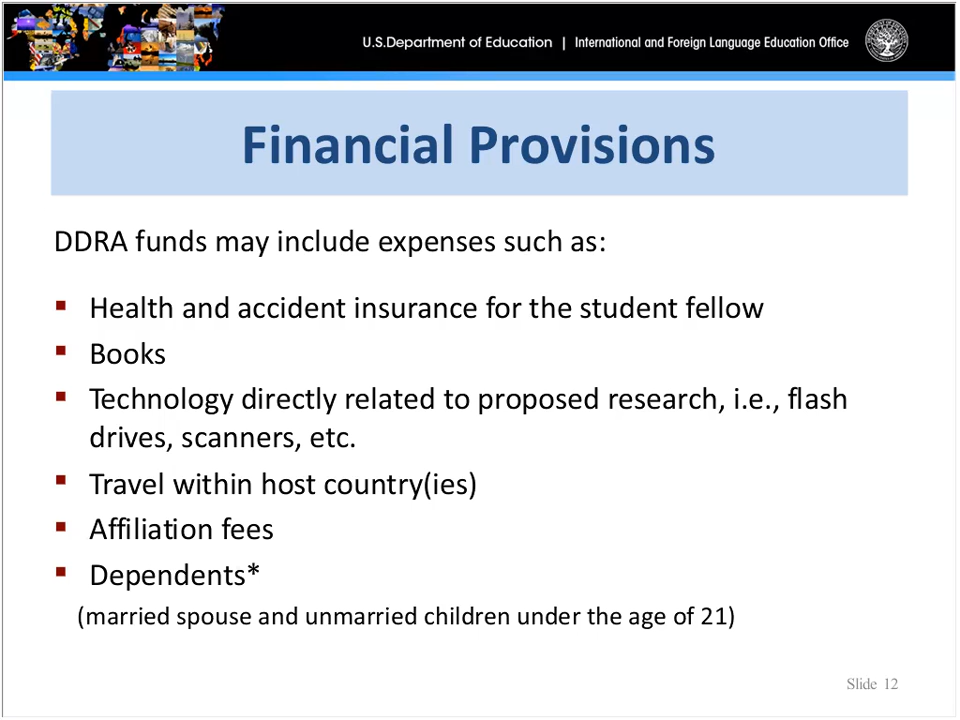 U.S.Department of Education | International and Foreign Language Education Office
Financial Provisions
DDRA funds may include expenses such as:
▪ Health and accident insurance for the student fellow
▪ Books
▪ Technology directly related to proposed research, i.e., flash
drives, scanners, etc.
▪ Travel within host country(ies)
▪ Affiliation fees
▪ Dependents*
(married spouse and unmarried children under the age of 21)
Slide 12